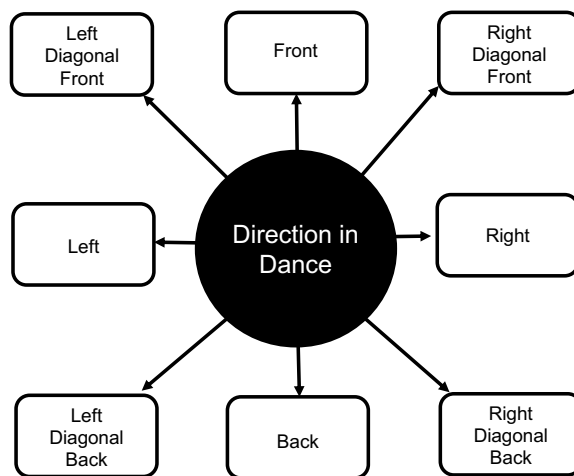 Left
Diagonal
Front
Front
Right
Diagonal
Front
Left
Direction in
Dance
Right
Left
Diagonal
Back
Back
Right
Diagonal
Back